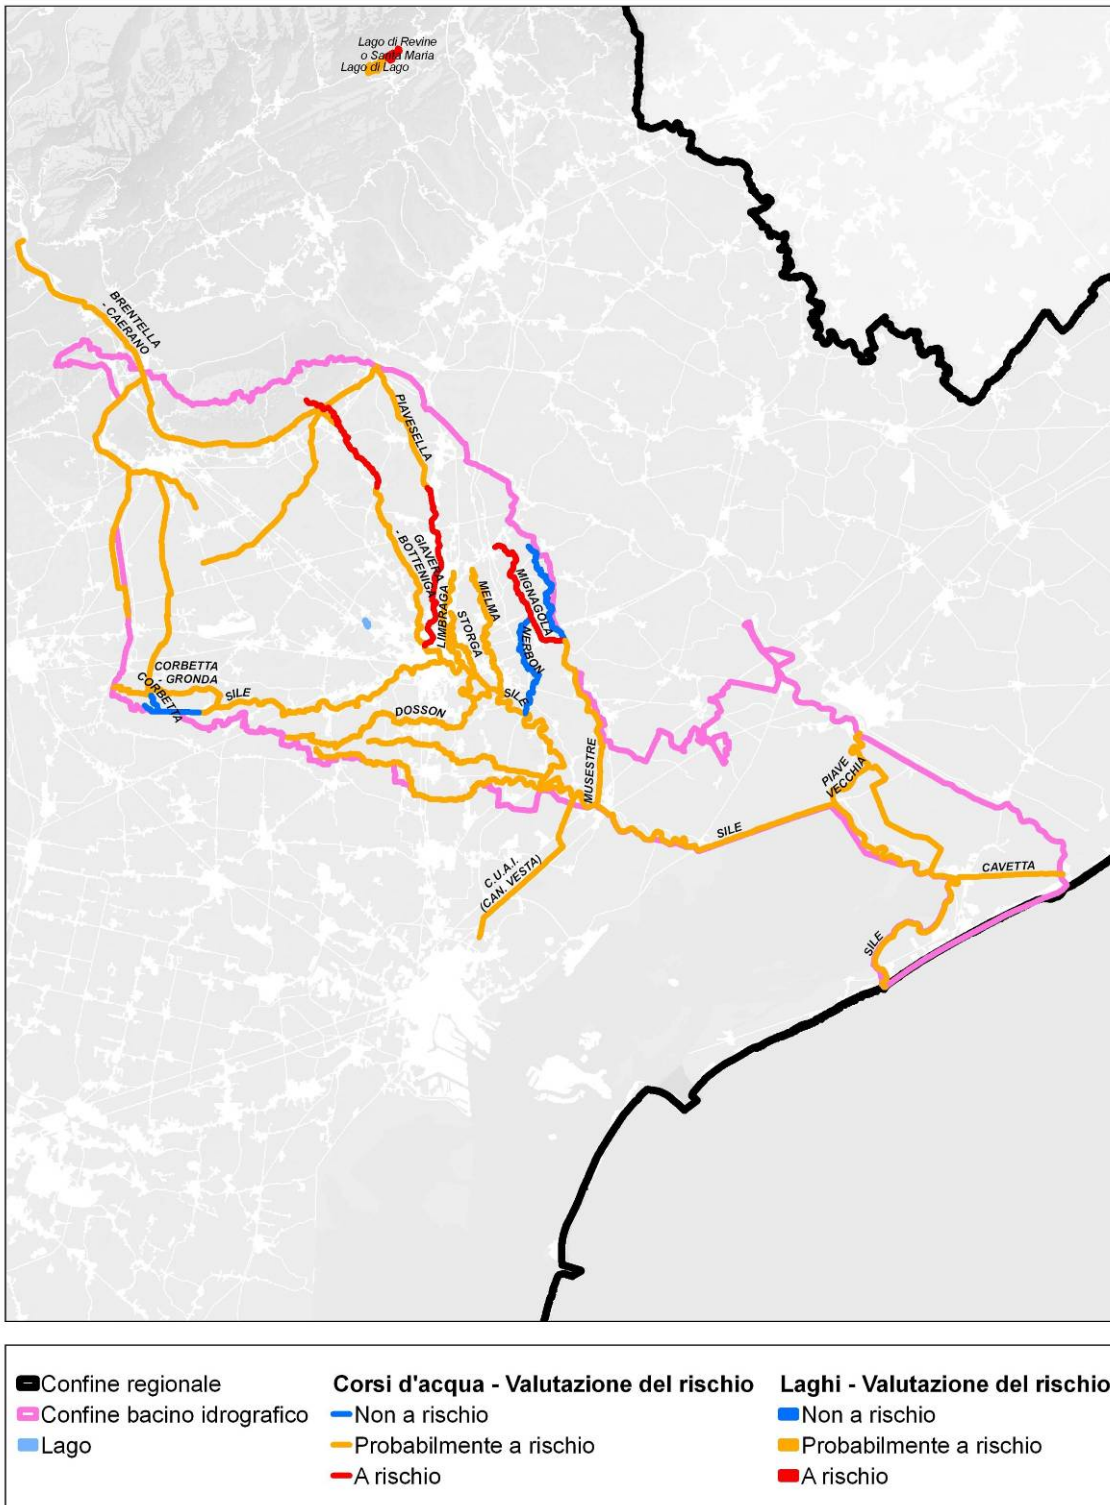 Lago di Revine
o Santa Maria
Lago di Lago
BRENTELLA
- CAERANO
PIAVESELLA
GIAVERA
- BOTTENIGA
LIMBRAGA
STORGA
MELMA
MIGNAGOLA
NERBON
CORBETTA
- GRONDA
CORBETTA
SILE
DOSSON
SILE
MUSESTRE
PIAVE
VECCHIA
SILE
C.U.A.I.
(CAN. VESTA)
CAVETTA
SILE
Confine regionale
Confine bacino idrografico
Lago
Corsi d'acqua - Valutazione del rischio
Non a rischio
Probabilmente a rischio
A rischio
Laghi - Valutazione del rischio
Non a rischio
Probabilmente a rischio
A rischio